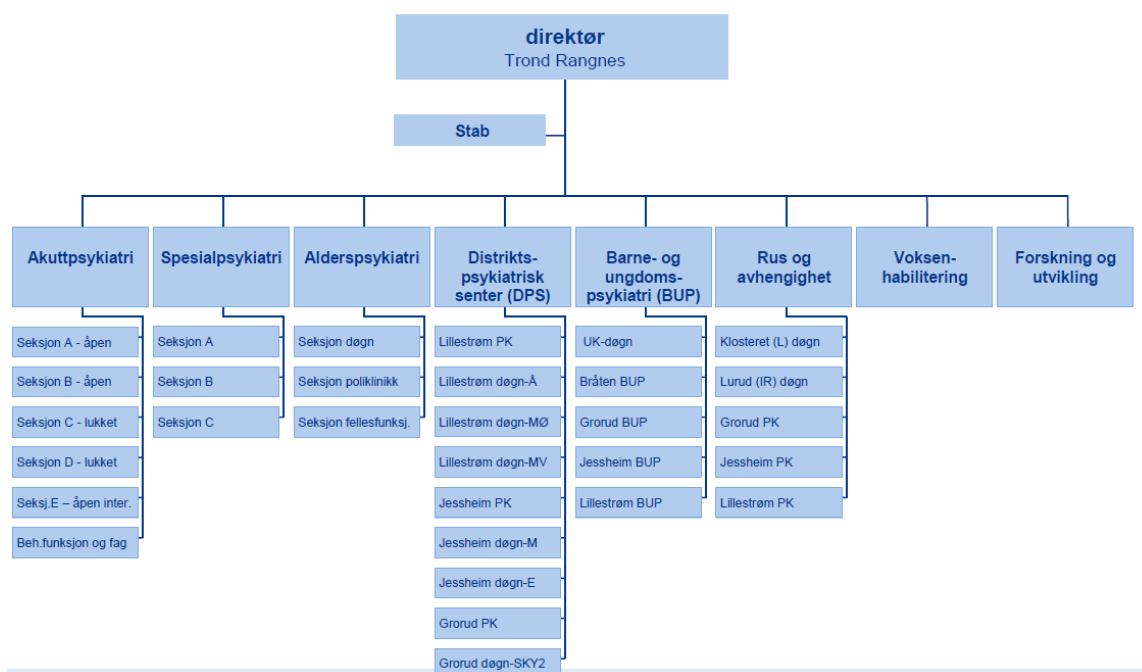 direktør
Trond Rangnes
Stab
Akuttpsykiatri
Seksjon A - åpen
Seksjon B - åpen
Seksjon C - lukket
Seksjon D - lukket
Seksj.E – åpen inter.
Beh.funksjon og fag
Spesialpsykiatri
Seksjon A
Seksjon B
Seksjon C
Alderspsykiatri
Seksjon døgn
Seksjon poliklinikk
Seksjon fellesfunksj.
Distrikts-
psykiatrisk
senter (DPS)
Lillestrøm PK
Lillestrøm døgn-Å
Lillestrøm døgn-MØ
Lillestrøm døgn-MV
Jessheim PK
Jessheim døgn-M
Jessheim døgn-E
Grorud PK
Grorud døgn-SKY2
Barne- og
ungdoms-
psykiatri (BUP)
UK-døgn
Bråten BUP
Grorud BUP
Jessheim BUP
Lillestrøm BUP
Rus og
avhengighet
Klosteret (L) døgn
Lurud (IR) døgn
Grorud PK
Jessheim PK
Lillestrøm PK
Voksen-
habilitering
Forskning og
utvikling